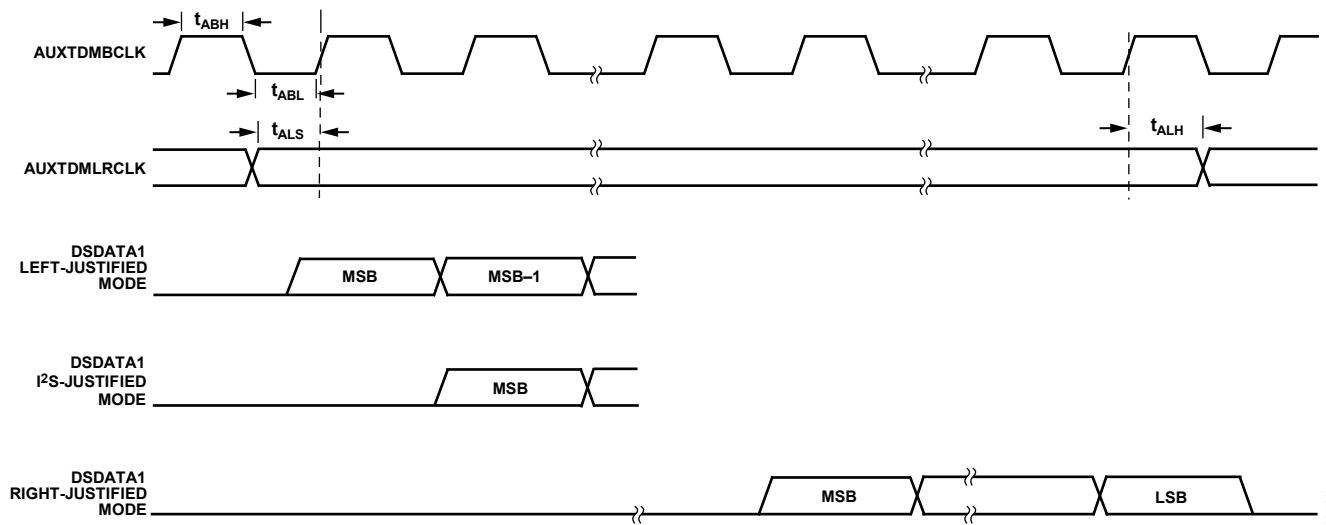 tABH
AUXTDMBCLK
tABL
tALS
tALH
AUXTDMLRCLK
DSDATA1
LEFT-JUSTIFIED
MODE
MSB
MSB–1
DSDATA1
I²S-JUSTIFIED
MODE
MSB
DSDATA1
RIGHT-JUSTIFIED
MODE
MSB
LSB